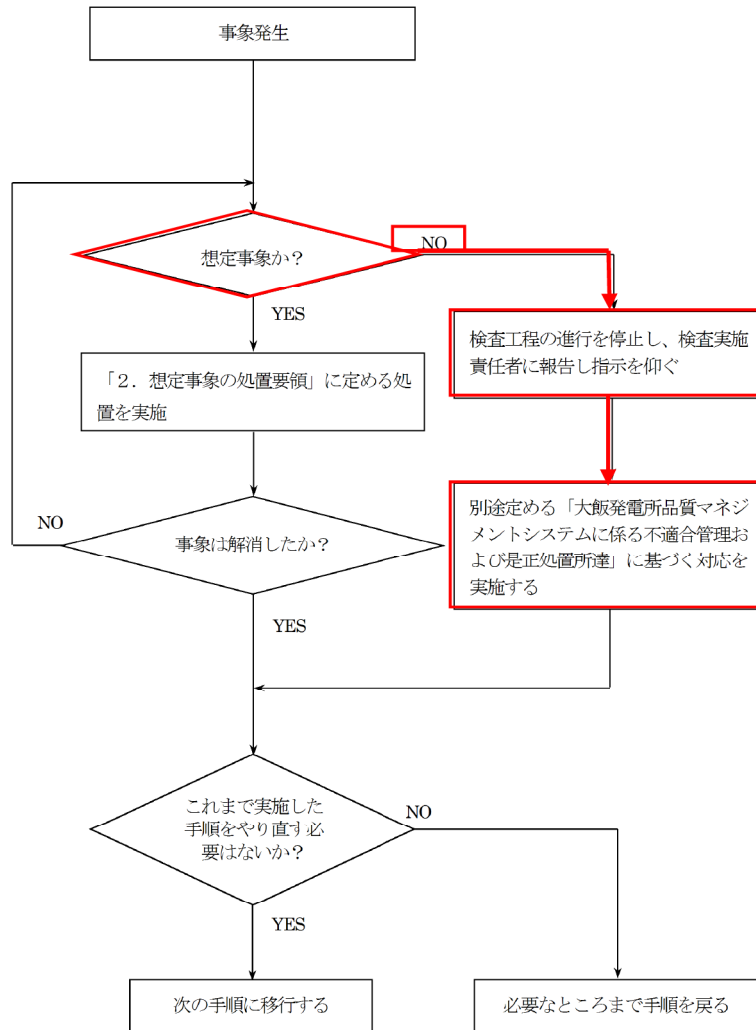 事象発生
想定事象か？
NO
YES
検査工程の進行を停止し、検査実施
責任者に報告し指示を仰ぐ
「２．想定事象の処置要領」に定める処
置を実施
別途定める「大飯発電所品質マネジ
メントシステムに係る不適合管理お
よび是正処置所達」に基づく対応を
実施する
NO
事象は解消したか？
YES
これまで実施した
手順をやり直す必
要はないか？
NO
YES
次の手順に移行する
必要なところまで手順を戻る